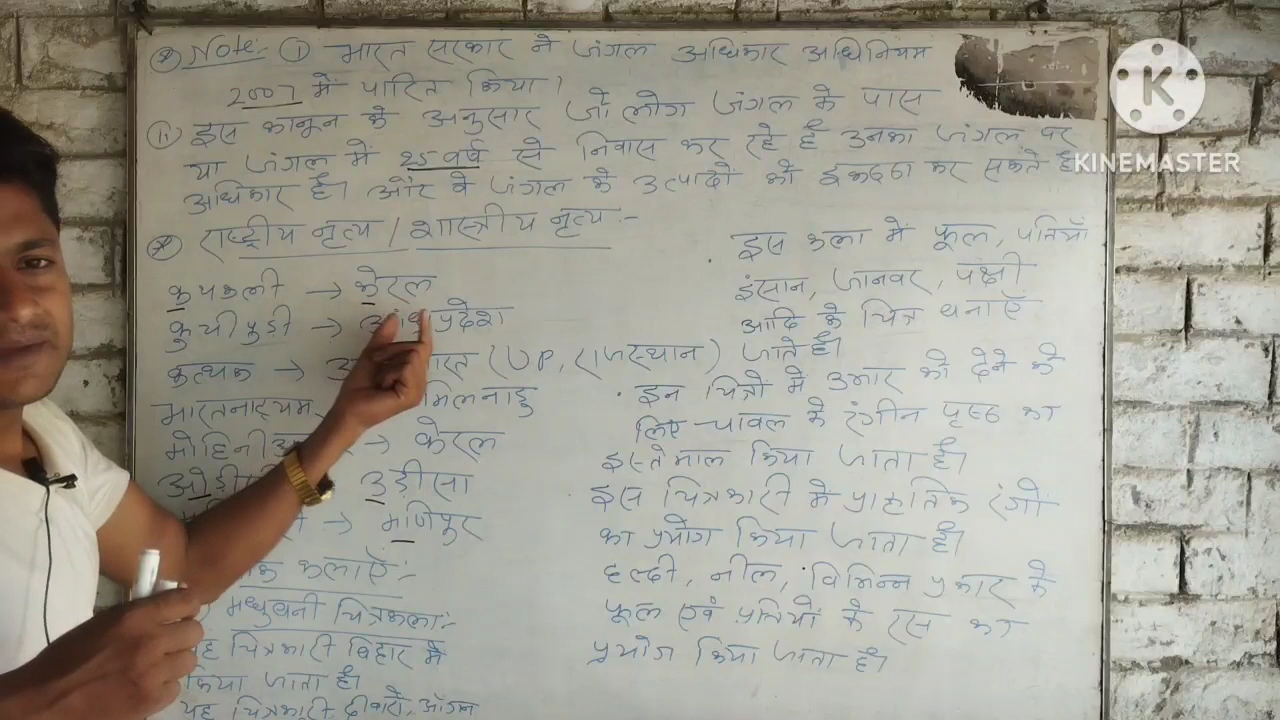 Note:- ① भारत सरकार ने जंगल अधिकार अधिनियम
2007 में पारित किया।
⑪ इस कानून के अनुसार जो लोग जंगल के पास
या जंगल में 25 वर्ष से निवास कर रहे है उनका जंगल पर
अधिकार है। और वे जंगल के उत्पादों को इकट्ठा कर सकते है
राष्ट्रीय नृत्य / शास्त्रीय नृत्य:-
कथकली → केरल
कुचीपुड़ी → आंध्रप्रदेश
कत्थक → (UP, राजस्थान)
भारतनाट्यम
मोहिनी → केरल
उड़ीसा
→ मणिपुर
कलाएँ:-
मधुबनी चित्रकला:-
यह चित्रकारी बिहार मे
किया जाता है।
यह चित्रकारी दीवारो, आँगन
इस कला में फूल, पत्तियाँ
इंसान, जानवर, पक्षी
आदि के चित्र बनाएँ
जाते है।
इन चित्रो में उभार को देने के
लिए चावल के रंगीन पृष्ठ का
इस्तेमाल किया जाता है।
इस चित्रकारी में प्राकृतिक रंगो
का प्रयोग किया जाता है।
हल्दी, नील, विभिन्न प्रकार के
फूल एवं पत्तियों के रस का
प्रयोग किया जाता है।
K
KINEMASTER